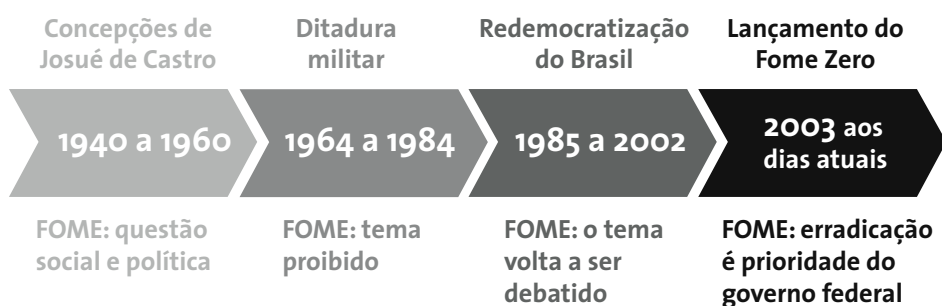 Concepções de
Josué de Castro
Ditadura
militar
Redemocratização
do Brasil
Lançamento do
Fome Zero
1940 a 1960
1964 a 1984
1985 a 2002
2003 aos
dias atuais
FOME: questão
social e política
FOME: tema
proibido
FOME: o tema
volta a ser
debatido
FOME: erradicação
é prioridade do
governo federal